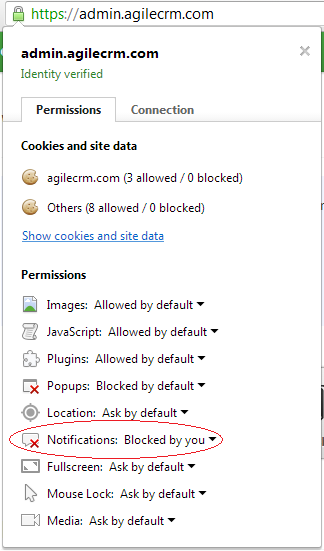 https://admin.agilecrm.com
admin.agilecrm.com
Identity verified
Permissions Connection
Cookies and site data
agilecrm.com (3 allowed / 0 blocked)
Others (8 allowed / 0 blocked)
Show cookies and site data
Permissions
Images: Allowed by default
JavaScript: Allowed by default
Plugins: Allowed by default
Popups: Blocked by default
Location: Ask by default
Notifications: Blocked by you
Fullscreen: Ask by default
Mouse Lock: Ask by default
Media: Ask by default